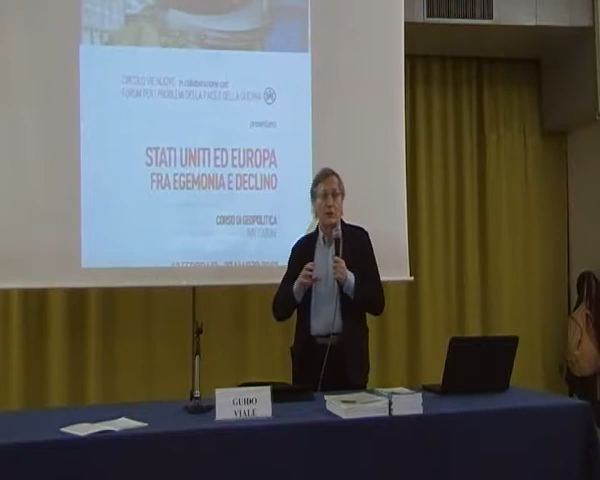 CIRCOLO VIE NUOVE in collaborazione con
FORUM PER I PROBLEMI DELLA PACE E DELLA GUERRA
presentano
STATI UNITI ED EUROPA
FRA EGEMONIA E DECLINO
CORSO DI GEOPOLITICA
GUIDO
VIALE